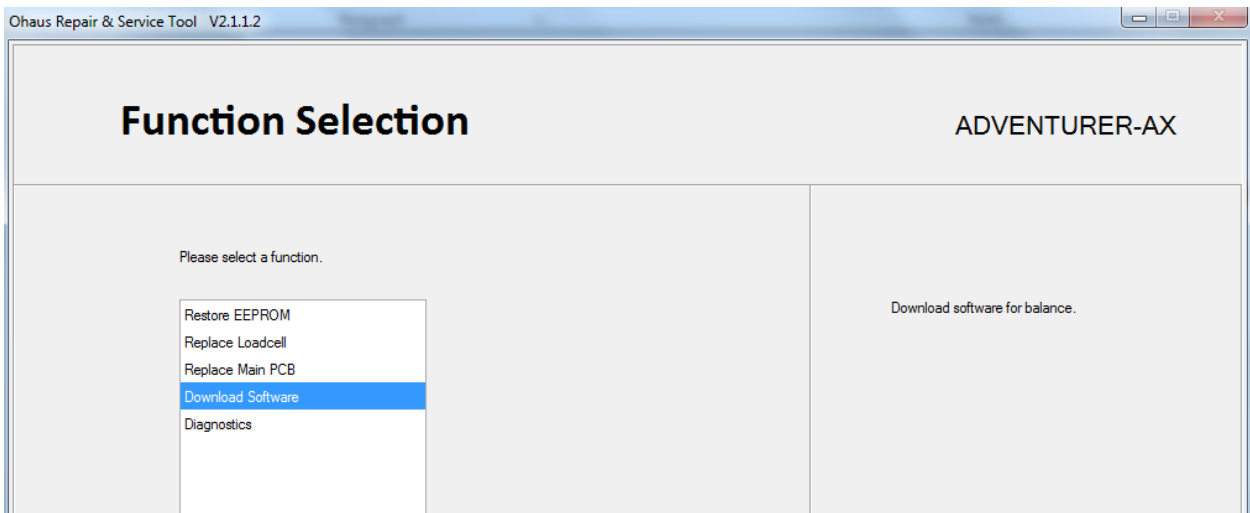 Ohaus Repair & Service Tool V2.1.1.2
Function Selection
ADVENTURER-AX
Please select a function.
Restore EEPROM
Replace Loadcell
Replace Main PCB
Download Software
Diagnostics
Download software for balance.